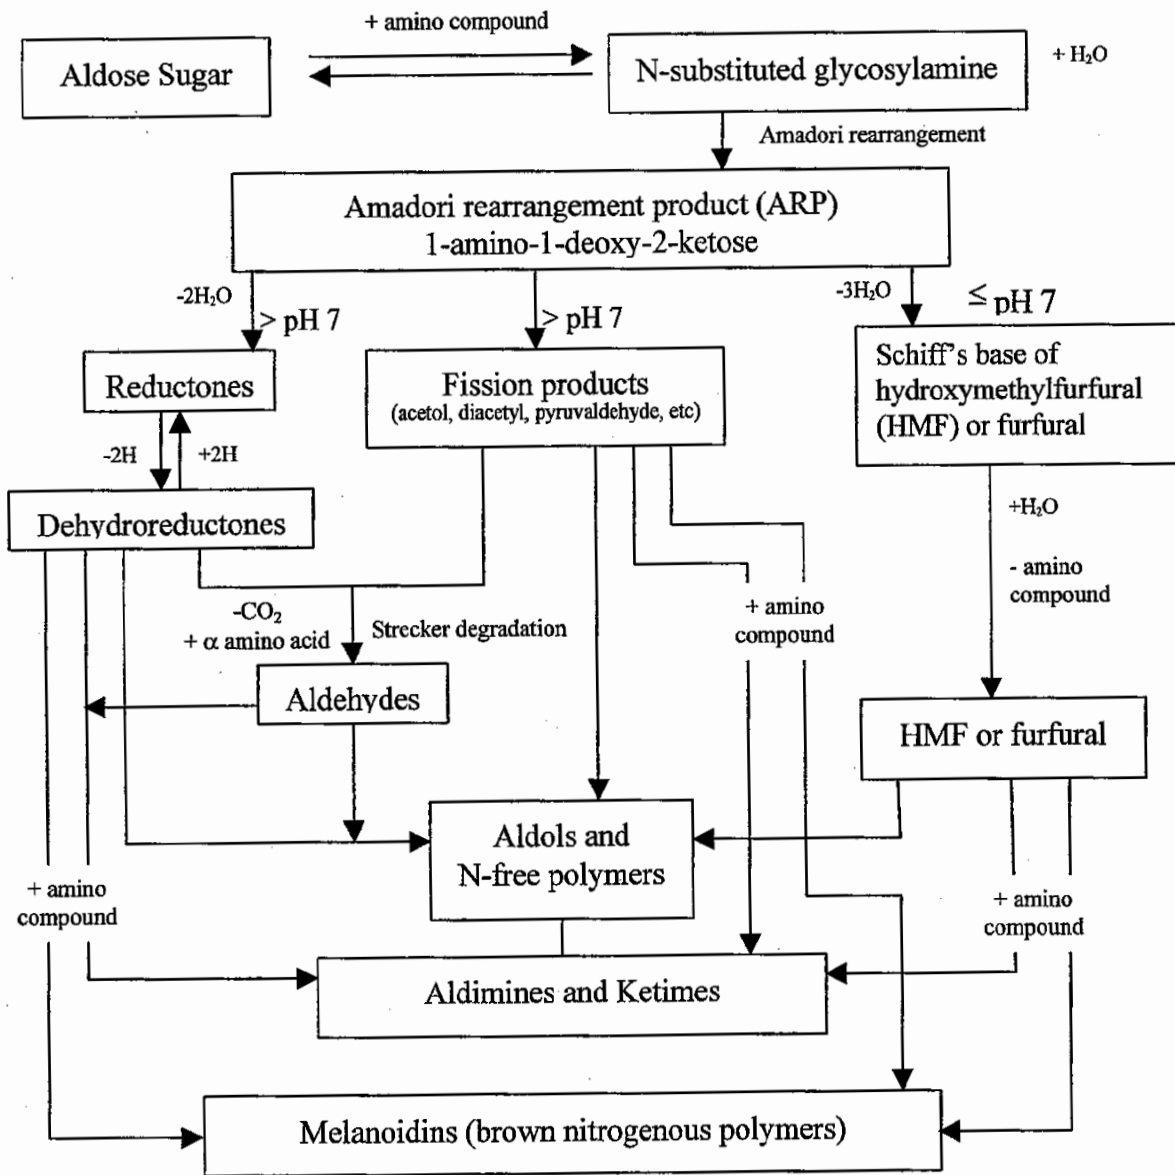 + amino compound
Aldose Sugar
N-substituted glycosylamine
+ H₂O
Amadori rearrangement
Amadori rearrangement product (ARP)
1-amino-1-deoxy-2-ketose
-2H₂O
> pH 7
> pH 7
-3H₂O
≤ pH 7
Reductones
Fission products
(acetol, diacetyl, pyruvaldehyde, etc)
Schiff's base of
hydroxymethylfurfural
(HMF) or furfural
-2H
+2H
Dehydroreductones
+H₂O
- amino
compound
-CO₂
+ α amino acid
Strecker degradation
+ amino
compound
Aldehydes
HMF or furfural
Aldols and
N-free polymers
+ amino
compound
+ amino
compound
Aldimines and Ketimes
Melanoidins (brown nitrogenous polymers)